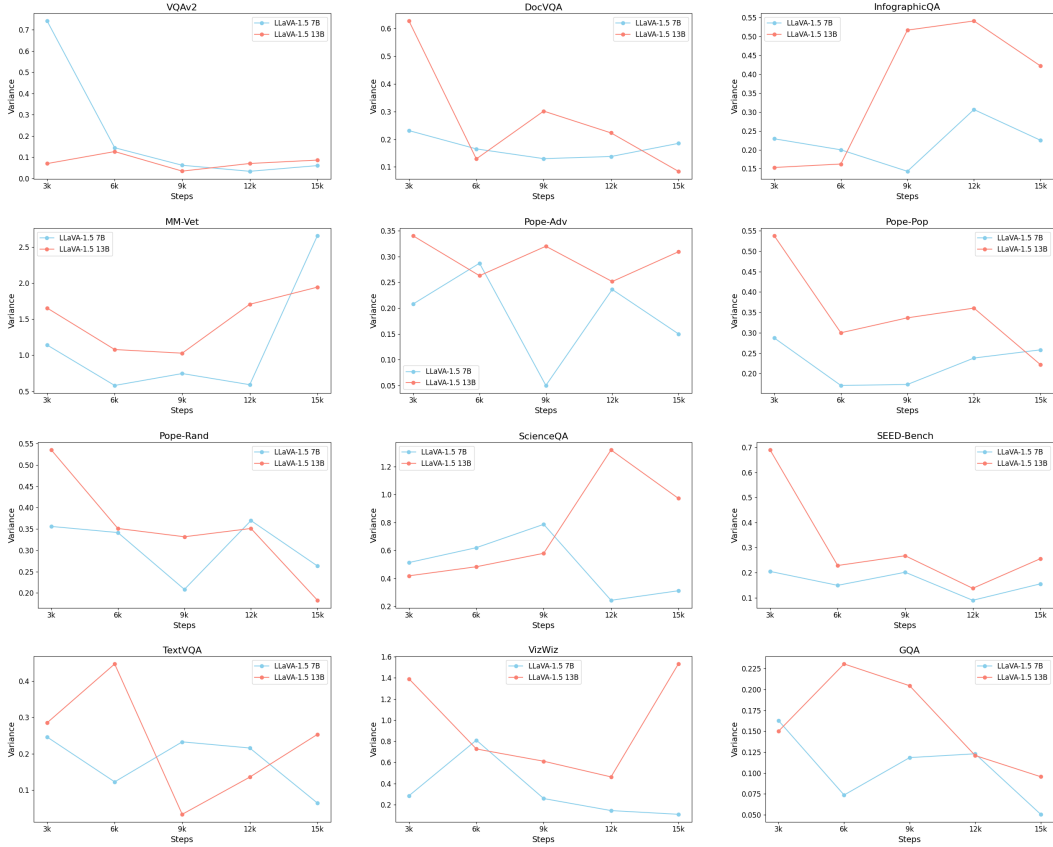 VQAv2
Variance
0.7
0.6
0.5
0.4
0.3
0.2
0.1
0.0
LLaVA-1.5 7B
LLaVA-1.5 13B
3k 6k 9k 12k 15k
Steps
DocVQA
Variance
0.6
0.5
0.4
0.3
0.2
0.1
LLaVA-1.5 7B
LLaVA-1.5 13B
3k 6k 9k 12k 15k
Steps
InfographicQA
Variance
0.55
0.50
0.45
0.40
0.35
0.30
0.25
0.20
0.15
LLaVA-1.5 7B
LLaVA-1.5 13B
3k 6k 9k 12k 15k
Steps
MM-Vet
Variance
2.5
2.0
1.5
1.0
0.5
LLaVA-1.5 7B
LLaVA-1.5 13B
3k 6k 9k 12k 15k
Steps
Pope-Adv
Variance
0.35
0.30
0.25
0.20
0.15
0.10
0.05
LLaVA-1.5 7B
LLaVA-1.5 13B
3k 6k 9k 12k 15k
Steps
Pope-Pop
Variance
0.55
0.50
0.45
0.40
0.35
0.30
0.25
0.20
LLaVA-1.5 7B
LLaVA-1.5 13B
3k 6k 9k 12k 15k
Steps
Pope-Rand
Variance
0.55
0.50
0.45
0.40
0.35
0.30
0.25
0.20
LLaVA-1.5 7B
LLaVA-1.5 13B
3k 6k 9k 12k 15k
Steps
ScienceQA
Variance
1.2
1.0
0.8
0.6
0.4
0.2
LLaVA-1.5 7B
LLaVA-1.5 13B
3k 6k 9k 12k 15k
Steps
SEED-Bench
Variance
0.7
0.6
0.5
0.4
0.3
0.2
0.1
LLaVA-1.5 7B
LLaVA-1.5 13B
3k 6k 9k 12k 15k
Steps
TextVQA
Variance
0.4
0.3
0.2
0.1
LLaVA-1.5 7B
LLaVA-1.5 13B
3k 6k 9k 12k 15k
Steps
VizWiz
Variance
1.6
1.4
1.2
1.0
0.8
0.6
0.4
0.2
LLaVA-1.5 7B
LLaVA-1.5 13B
3k 6k 9k 12k 15k
Steps
GQA
Variance
0.225
0.200
0.175
0.150
0.125
0.100
0.075
0.050
LLaVA-1.5 7B
LLaVA-1.5 13B
3k 6k 9k 12k 15k
Steps